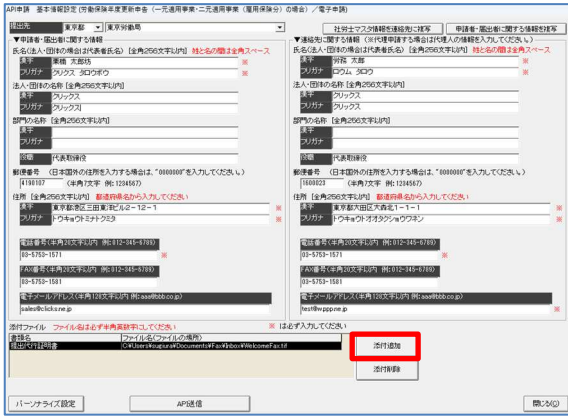 API申請 基本情報設定(労働保険年度更新申告(一元適用事業・二元適用事業(雇用保険分)の場合)/電子申請)
提出先 東京都 東京労働局
社労士マスタ情報を連絡先に複写 申請者・届出者に関する情報を複写
▼申請者・届出者に関する情報
氏名(法人・団体の場合は代表者氏名) [全角256文字以内] 姓と名の間は全角スペース
漢字 栗橋 太郎坊 ※
フリガナ クリクス タロウボウ ※
法人・団体の名称 [全角256文字以内]
漢字 クリックス
フリガナ クリックス
部門の名称 [全角256文字以内]
漢字
フリガナ
役職 代表取締役
郵便番号 (日本国外の住所を入力する場合は、"0000000"を入力してください。)
4190107 (半角7文字 例:1234567)
住所 [全角256文字以内] 都道府県名から入力してください
漢字 東京都港区三田東洋ビル2-12-1 ※
フリガナ トウキョウトミナトクミタ ※
電話番号(半角20文字以内 例:012-345-6789)
03-5753-1571 ※
FAX番号(半角20文字以内 例:012-345-6789)
03-5753-1581
電子メールアドレス(半角128文字以内 例:aaa@bbb.co.jp)
sales@clicks.ne.jp
▼連絡先に関する情報 (※代理申請する場合は代理人の情報を入力してください。)
氏名(法人・団体の場合は代表者氏名) [全角256文字以内] 姓と名の間は全角スペース
漢字 労務 太郎 ※
フリガナ ロウム タロウ ※
法人・団体の名称 [全角256文字以内]
漢字 クリックス
フリガナ クリックス
部門の名称 [全角256文字以内]
漢字
フリガナ
役職 代表取締役
郵便番号 (日本国外の住所を入力する場合は、"0000000"を入力してください。)
1600023 (半角7文字 例:1234567)
住所 [全角256文字以内] 都道府県名から入力してください
漢字 東京都大田区大森北1-1-1 ※
フリガナ トウキョウトオオタクシンジュクワネン ※
電話番号(半角20文字以内 例:012-345-6789)
03-5753-1571 ※
FAX番号(半角20文字以内 例:012-345-6789)
03-5753-1581
電子メールアドレス(半角128文字以内 例:aaa@bbb.co.jp)
test@wppp.ne.jp ※
添付ファイル ファイル名は必ず半角英数字にしてください ※ は必ず入力してください
書類名 ファイル名(ファイルの場所)
提出代行証明書 C:\Users\sugiura\Documents\Fax\Inbox\WelcomeFax.tif
添付追加
添付削除
パーソナライズ設定 API送信 閉じる(C)